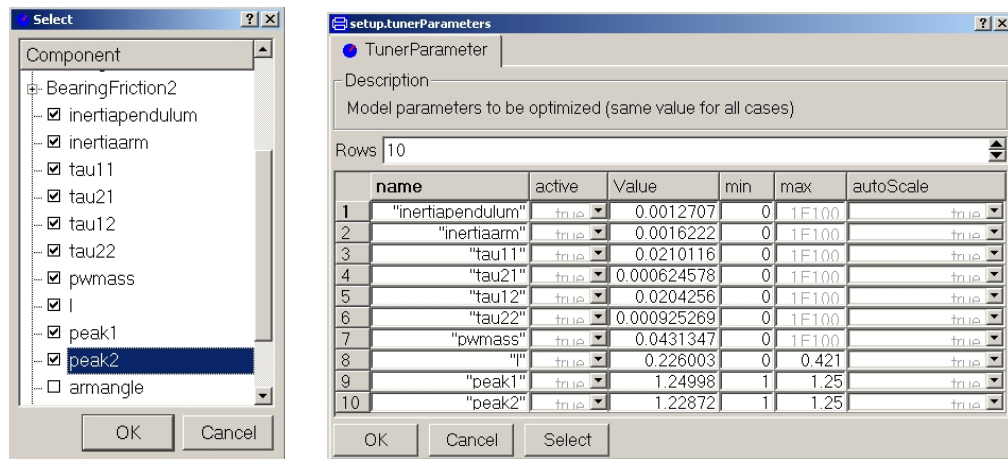 Select
Component
BearingFriction2
inertiapendulum
inertiaarm
tau11
tau21
tau12
tau22
pwmass
l
peak1
peak2
armangle
OK Cancel
setup.tunerParameters
TunerParameter
Description
Model parameters to be optimized (same value for all cases)
Rows 10
name active Value min max autoScale
1 "inertiapendulum" true 0.0012707 0 1E100 true
2 "inertiaarm" true 0.0016222 0 1E100 true
3 "tau11" true 0.0210116 0 1E100 true
4 "tau21" true 0.000624578 0 1E100 true
5 "tau12" true 0.0204256 0 1E100 true
6 "tau22" true 0.000925269 0 1E100 true
7 "pwmass" true 0.0431347 0 1E100 true
8 "l" true 0.226003 0 0.421 true
9 "peak1" true 1.24998 1 1.25 true
10 "peak2" true 1.22872 1 1.25 true
OK Cancel Select